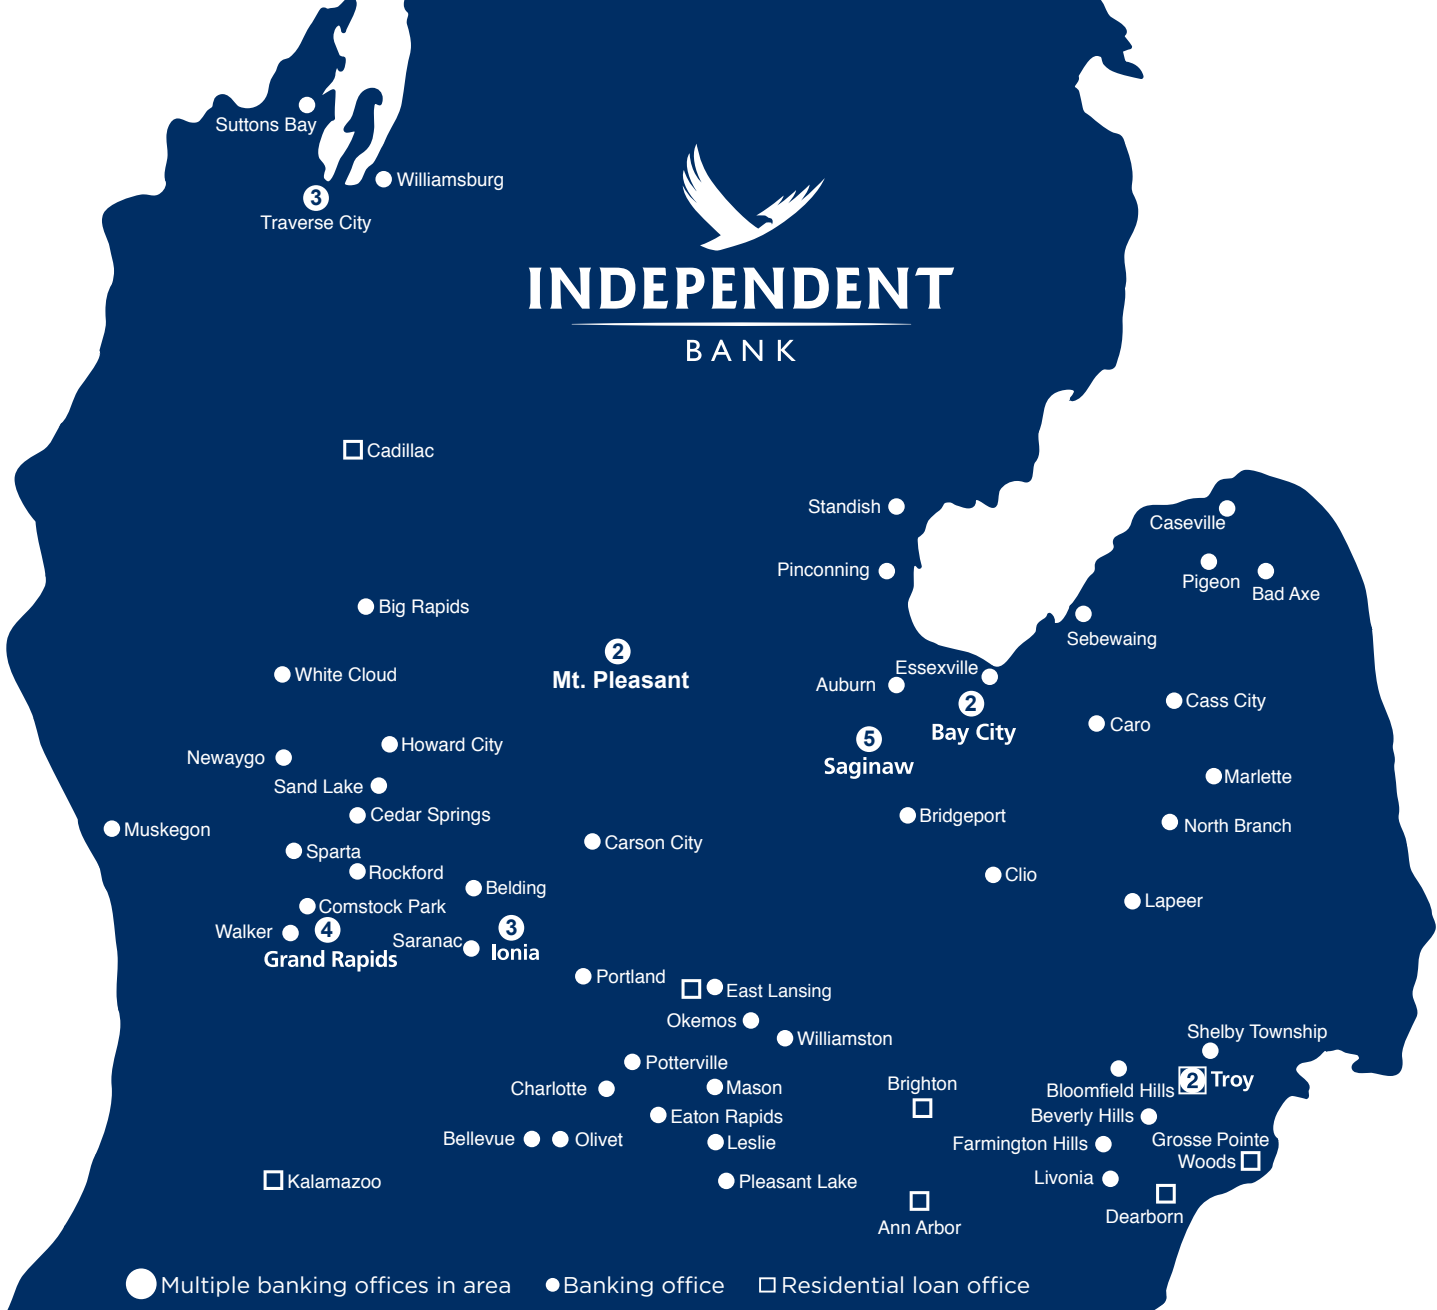 Suttons Bay
Williamsburg
3
Traverse City
INDEPENDENT
BANK
Cadillac
Standish
Caseville
Pinconning
Pigeon
Bad Axe
Big Rapids
Sebewaing
2
Mt. Pleasant
White Cloud
Essexville
Auburn
2
Bay City
Cass City
Caro
5
Saginaw
Howard City
Newaygo
Sand Lake
Marlette
Cedar Springs
Bridgeport
North Branch
Muskegon
Carson City
Sparta
Rockford
Clio
Belding
Lapeer
Comstock Park
Walker
4
Grand Rapids
Saranac
3
Ionia
Portland
East Lansing
Okemos
Williamston
Shelby Township
Potterville
Charlotte
Mason
Brighton
Bloomfield Hills
2 Troy
Eaton Rapids
Beverly Hills
Bellevue
Olivet
Leslie
Farmington Hills
Grosse Pointe
Woods
Kalamazoo
Pleasant Lake
Livonia
Ann Arbor
Dearborn
Multiple banking offices in area Banking office Residential loan office